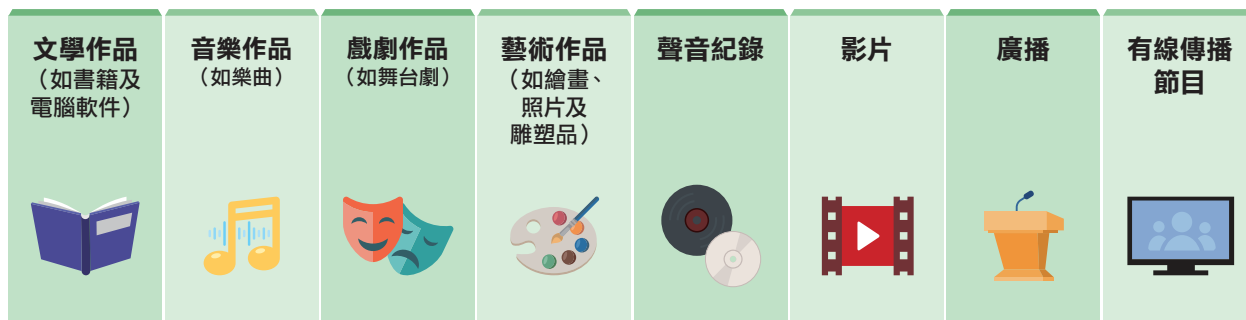 文學作品
（如書籍及
電腦軟件）
音樂作品
（如樂曲）
戲劇作品
（如舞台劇）
藝術作品
（如繪畫、
照片及
雕塑品）
聲音紀錄
影片
廣播
有線傳播
節目